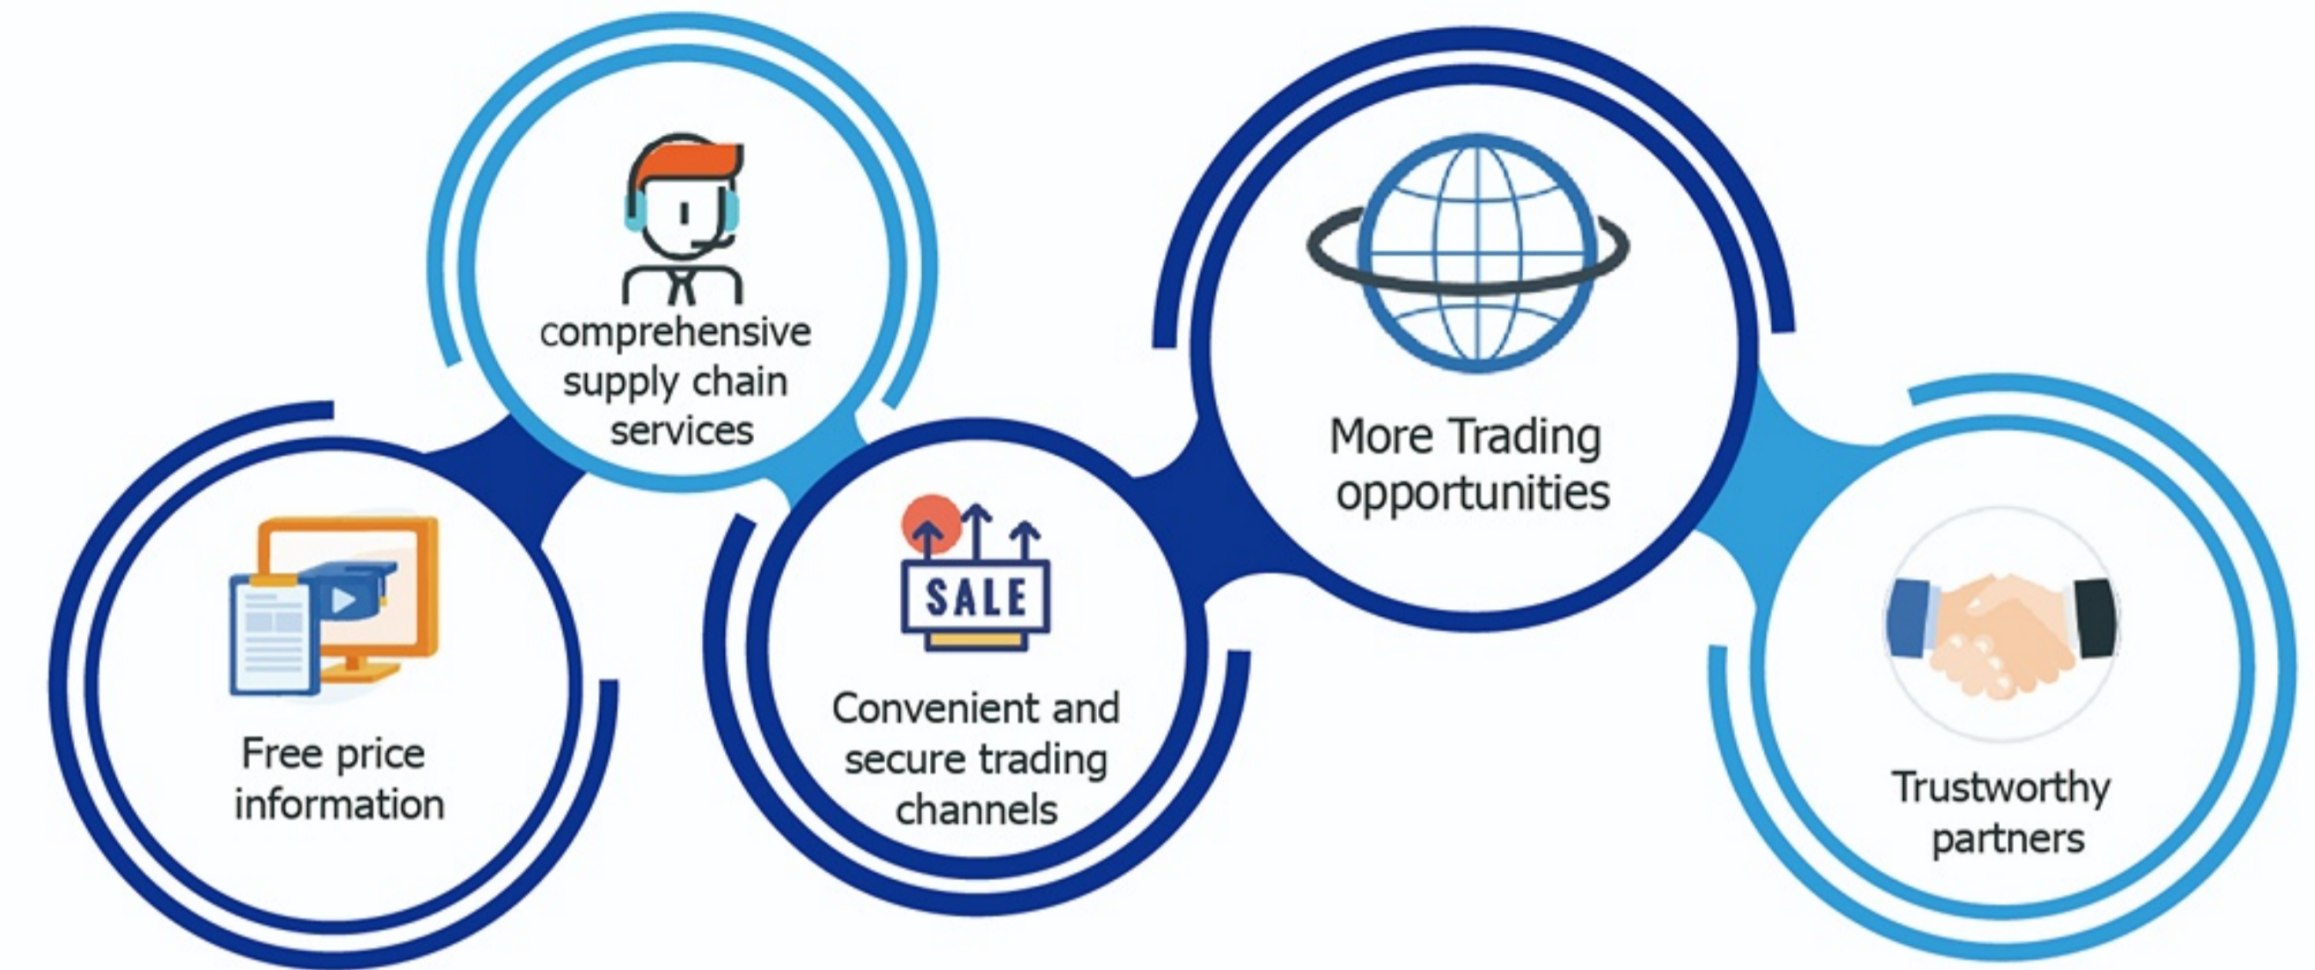 Free price
information
comprehensive
supply chain
services
SALE
Convenient and
secure trading
channels
More Trading
opportunities
Trustworthy
partners